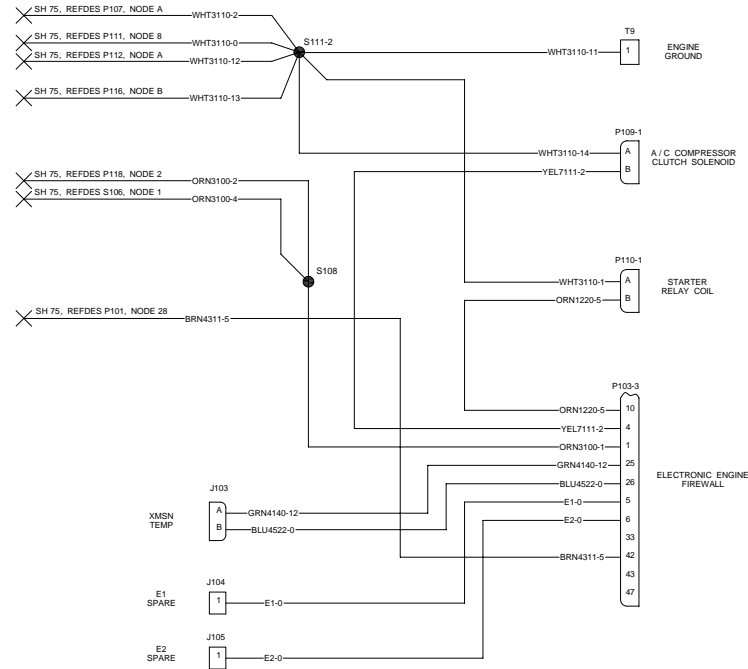 SH 75, REFDES P107, NODE A
WHT3110-2
SH 75, REFDES P111, NODE 8
WHT3110-0
SH 75, REFDES P112, NODE A
WHT3110-12
SH 75, REFDES P116, NODE B
WHT3110-13
S111-2
WHT3110-11
T9
1
ENGINE
GROUND
P109-1
WHT3110-14
A
YEL7111-2
B
A / C COMPRESSOR
CLUTCH SOLENOID
SH 75, REFDES P118, NODE 2
ORN3100-2
SH 75, REFDES S106, NODE 1
ORN3100-4
S108
P110-1
WHT3110-1
A
ORN1220-5
B
STARTER
RELAY COIL
SH 75, REFDES P101, NODE 28
BRN4311-5
P103-3
ORN1220-5
10
YEL7111-2
4
ORN3100-1
1
GRN4140-12
25
BLU4522-0
26
E1-0
5
E2-0
6
33
BRN4311-5
42
43
47
ELECTRONIC ENGINE
FIREWALL
J103
XMSN
TEMP
A
GRN4140-12
B
BLU4522-0
J104
E1
SPARE
1
E1-0
J105
E2
SPARE
1
E2-0